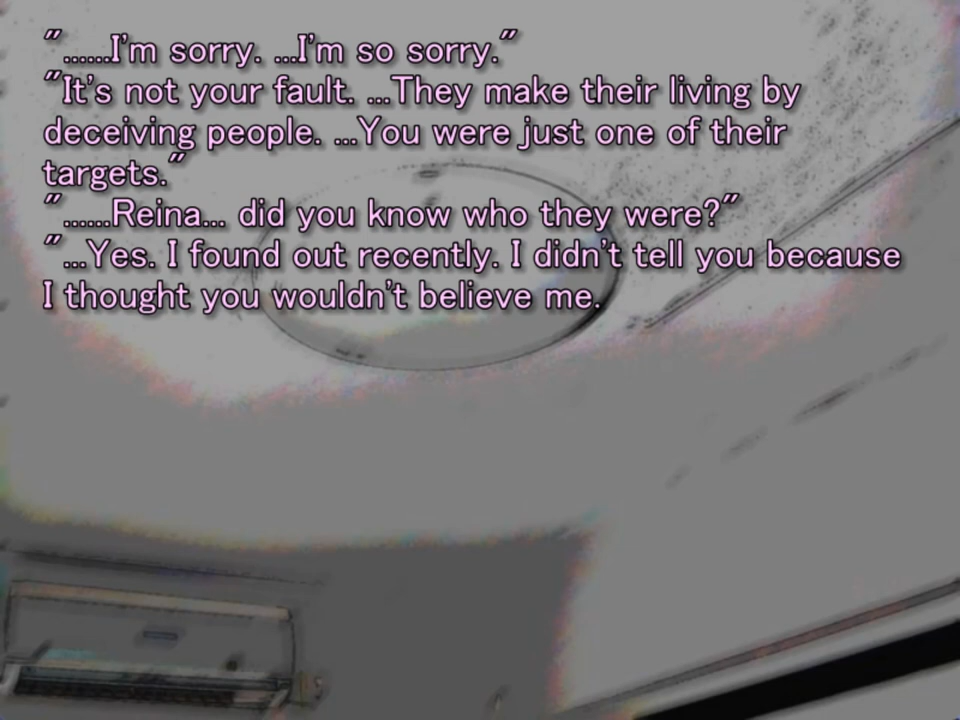 "......I'm sorry. ...I'm so sorry."
"It's not your fault. ...They make their living by
deceiving people. ...You were just one of their
targets."
"......Reina... did you know who they were?"
"...Yes. I found out recently. I didn't tell you because
I thought you wouldn't believe me.